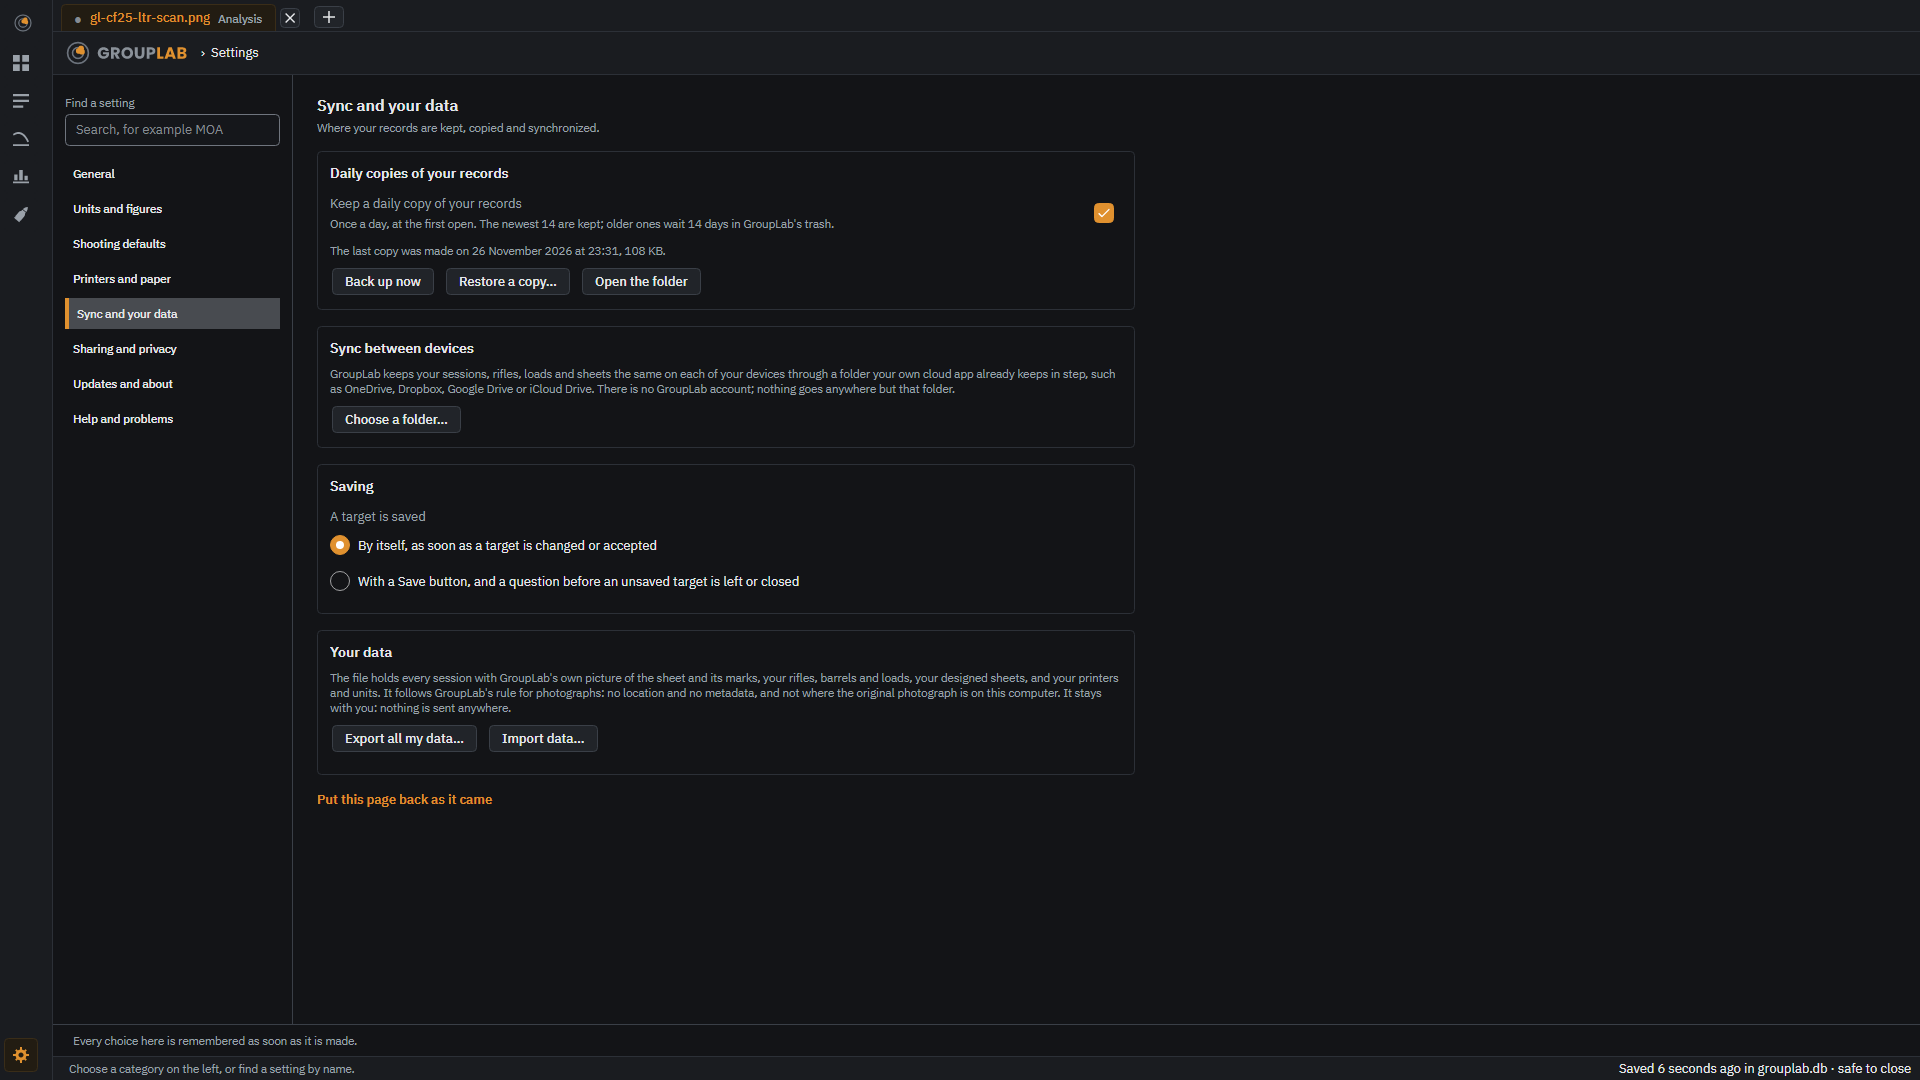 gl-cf25-ltr-scan.png Analysis
GROUPLAB › Settings
Find a setting
Search, for example MOA
General
Units and figures
Shooting defaults
Printers and paper
Sync and your data
Sharing and privacy
Updates and about
Help and problems
Sync and your data
Where your records are kept, copied and synchronized.
Daily copies of your records
Keep a daily copy of your records
Once a day, at the first open. The newest 14 are kept; older ones wait 14 days in GroupLab's trash.
The last copy was made on 26 November 2026 at 23:31, 108 KB.
Back up now
Restore a copy...
Open the folder
Sync between devices
GroupLab keeps your sessions, rifles, loads and sheets the same on each of your devices through a folder your own cloud app already keeps in step, such
as OneDrive, Dropbox, Google Drive or iCloud Drive. There is no GroupLab account; nothing goes anywhere but that folder.
Choose a folder...
Saving
A target is saved
By itself, as soon as a target is changed or accepted
With a Save button, and a question before an unsaved target is left or closed
Your data
The file holds every session with GroupLab's own picture of the sheet and its marks, your rifles, barrels and loads, your designed sheets, and your printers
and units. It follows GroupLab's rule for photographs: no location and no metadata, and not where the original photograph is on this computer. It stays
with you: nothing is sent anywhere.
Export all my data...
Import data...
Put this page back as it came
Every choice here is remembered as soon as it is made.
Choose a category on the left, or find a setting by name.
Saved 6 seconds ago in grouplab.db · safe to close